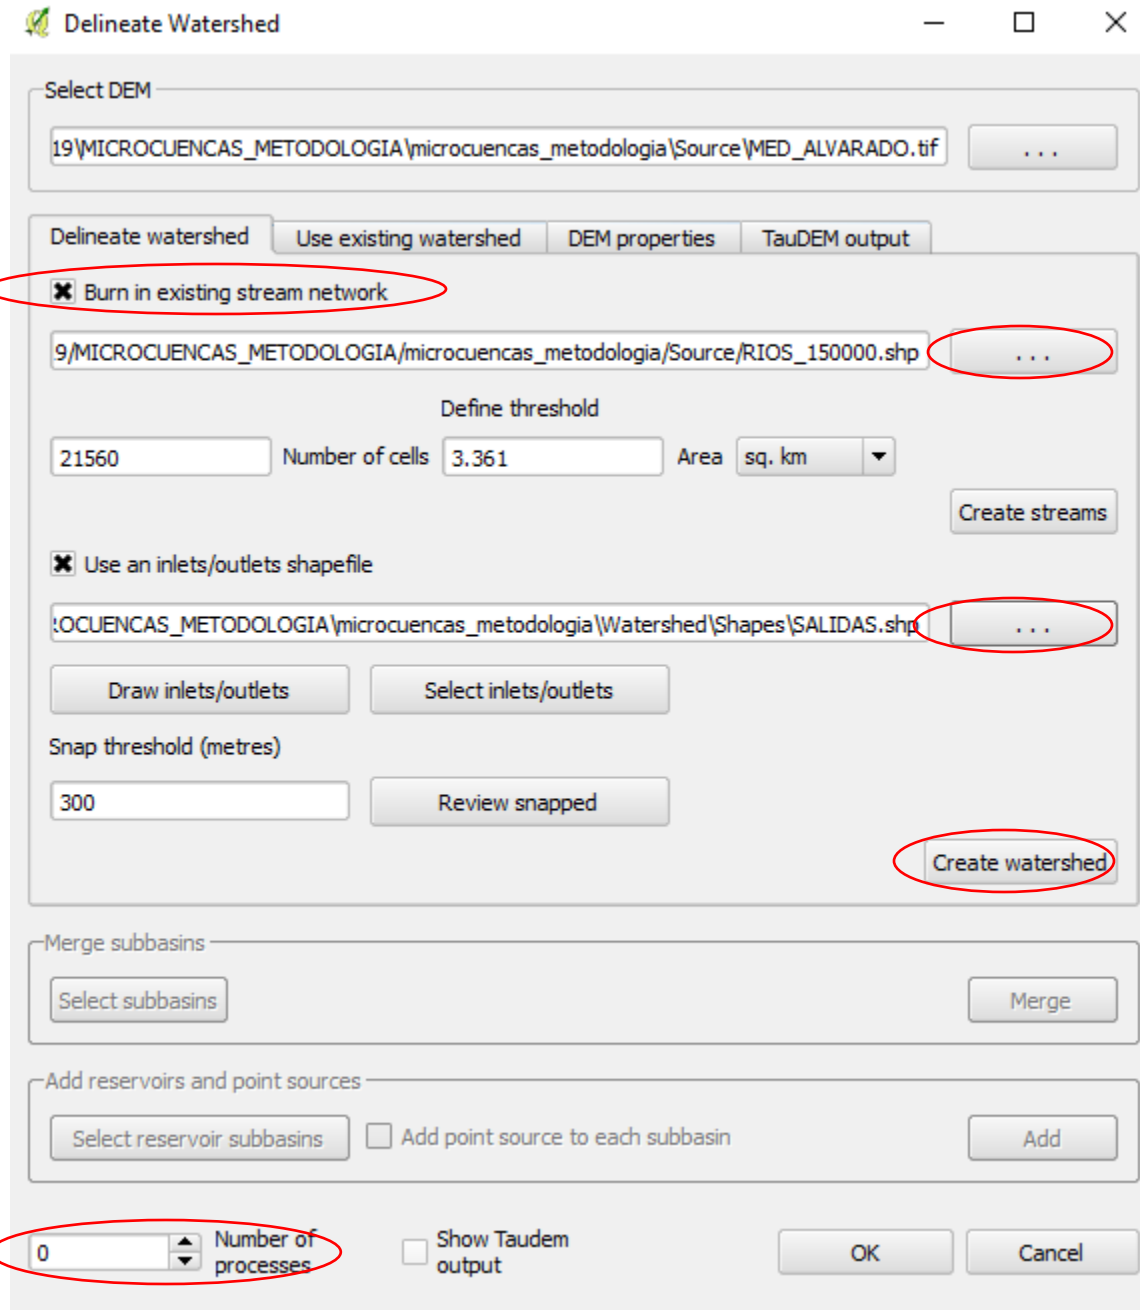 Delineate Watershed
Select DEM
19\MICROCUENCAS_METODOLOGIA\microcuencas_metodologia\Source\MED_ALVARADO.tif
...
Delineate watershed
Use existing watershed
DEM properties
TauDEM output
Burn in existing stream network
9/MICROCUENCAS_METODOLOGIA/microcuencas_metodologia/Source/RIOS_150000.shp
...
Define threshold
21560
Number of cells
3.361
Area
sq. km
Create streams
Use an inlets/outlets shapefile
ROCUENCAS_METODOLOGIA\microcuencas_metodologia\Watershed\Shapes\SALIDAS.shp
...
Draw inlets/outlets
Select inlets/outlets
Snap threshold (metres)
300
Review snapped
Create watershed
Merge subbasins
Select subbasins
Merge
Add reservoirs and point sources
Select reservoir subbasins
Add point source to each subbasin
Add
0
Number of
processes
Show Taudem
output
OK
Cancel